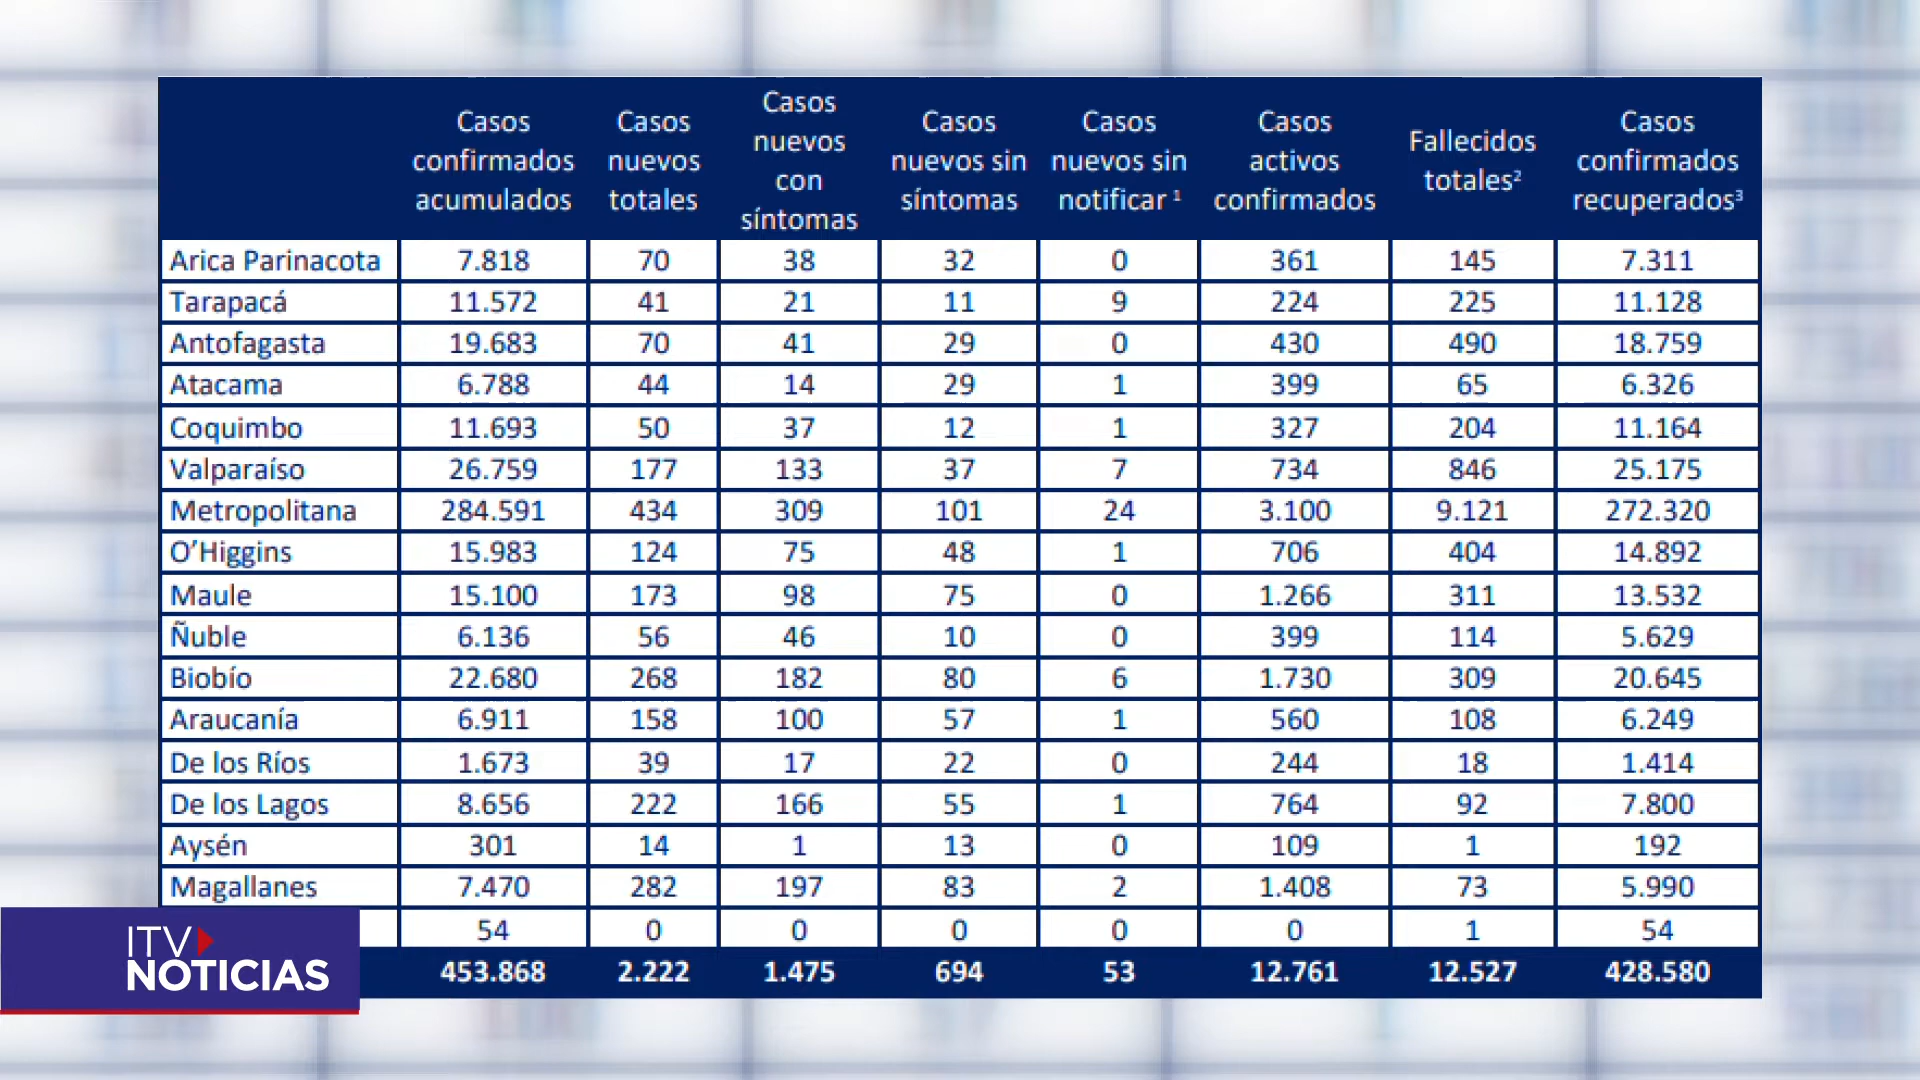 Casos confirmados acumulados Casos nuevos totales Casos nuevos con síntomas Casos nuevos sin síntomas Casos nuevos sin notificar ¹ Casos activos confirmados Fallecidos totales² Casos confirmados recuperados³
Arica Parinacota 7.818 70 38 32 0 361 145 7.311
Tarapacá 11.572 41 21 11 9 224 225 11.128
Antofagasta 19.683 70 41 29 0 430 490 18.759
Atacama 6.788 44 14 29 1 399 65 6.326
Coquimbo 11.693 50 37 12 1 327 204 11.164
Valparaíso 26.759 177 133 37 7 734 846 25.175
Metropolitana 284.591 434 309 101 24 3.100 9.121 272.320
O’Higgins 15.983 124 75 48 1 706 404 14.892
Maule 15.100 173 98 75 0 1.266 311 13.532
Ñuble 6.136 56 46 10 0 399 114 5.629
Biobío 22.680 268 182 80 6 1.730 309 20.645
Araucanía 6.911 158 100 57 1 560 108 6.249
De los Ríos 1.673 39 17 22 0 244 18 1.414
De los Lagos 8.656 222 166 55 1 764 92 7.800
Aysén 301 14 1 13 0 109 1 192
Magallanes 7.470 282 197 83 2 1.408 73 5.990
54 0 0 0 0 0 1 54
453.868 2.222 1.475 694 53 12.761 12.527 428.580
ITV
NOTICIAS